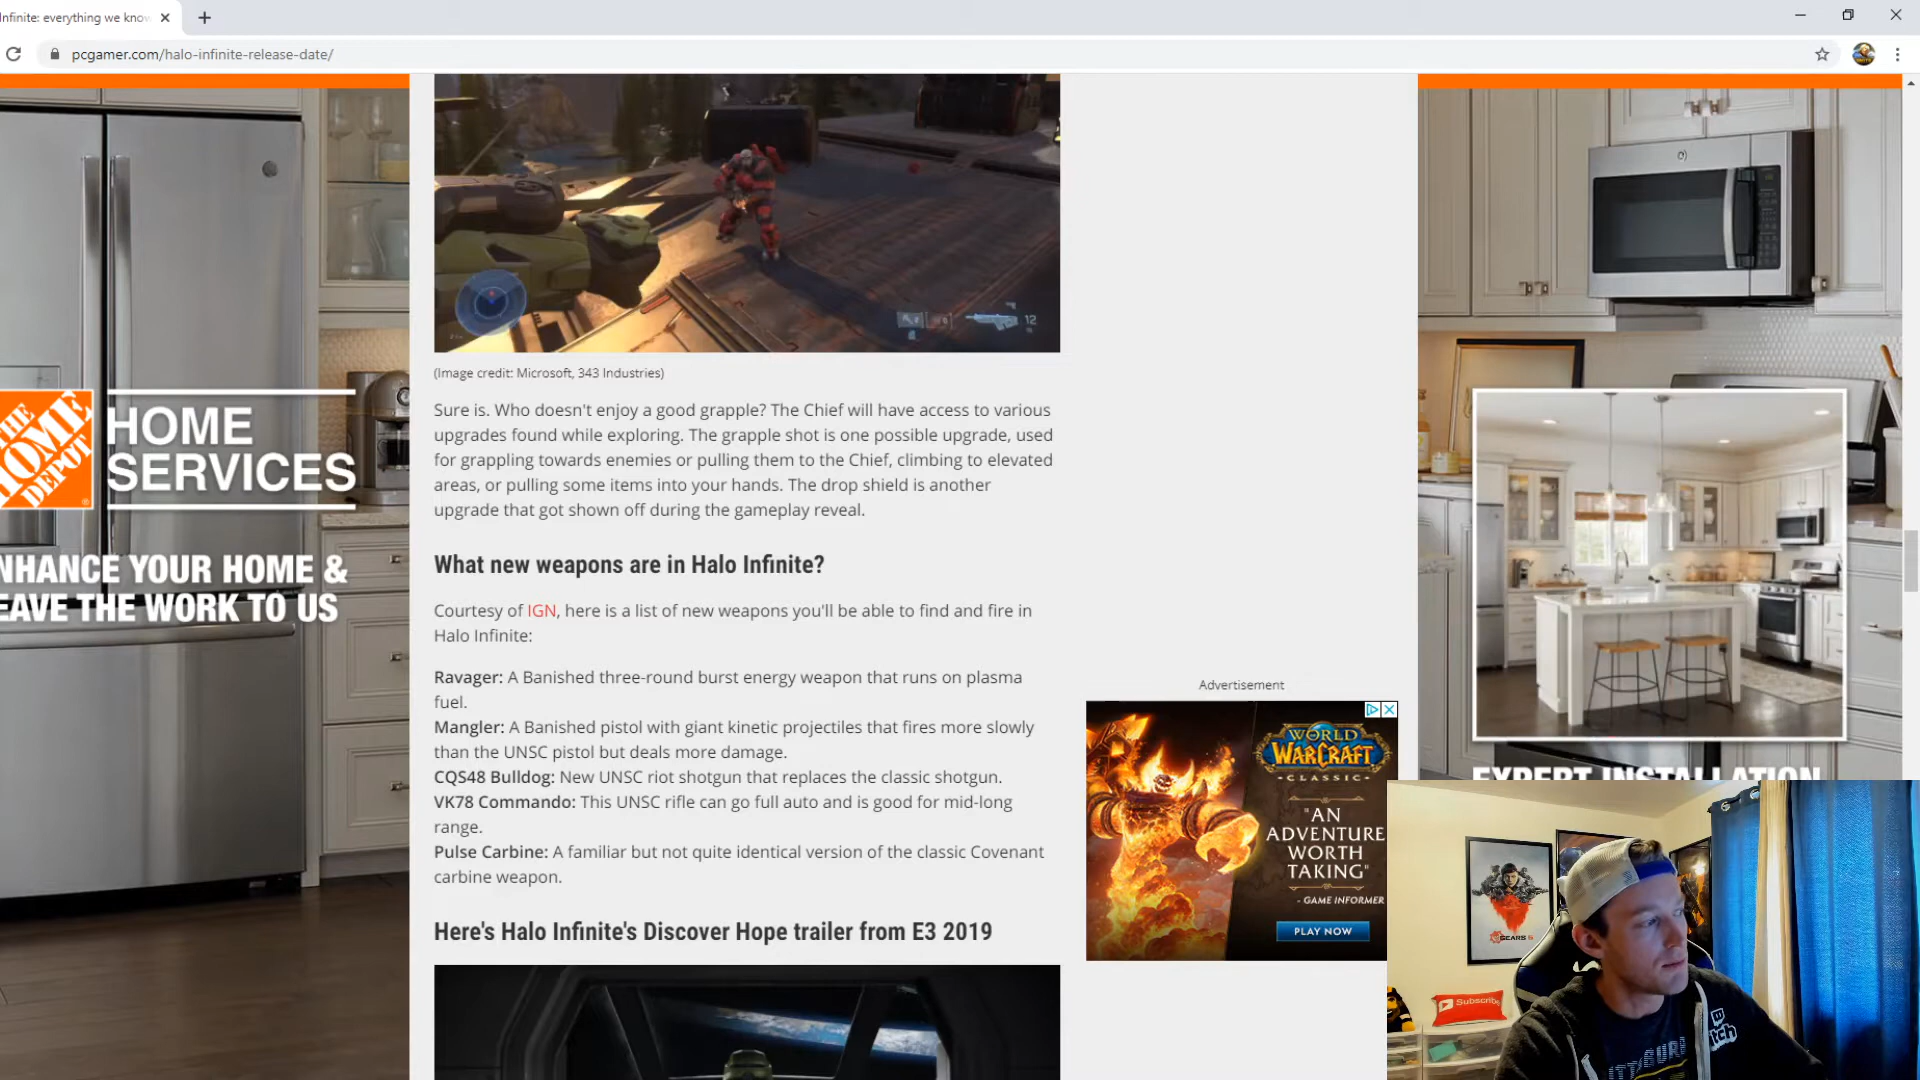 Infinite: everything we know
pcgamer.com/halo-infinite-release-date/
12
(Image credit: Microsoft, 343 Industries)
Sure is. Who doesn't enjoy a good grapple? The Chief will have access to various
upgrades found while exploring. The grapple shot is one possible upgrade, used
for grappling towards enemies or pulling them to the Chief, climbing to elevated
areas, or pulling some items into your hands. The drop shield is another
upgrade that got shown off during the gameplay reveal.
What new weapons are in Halo Infinite?
Courtesy of IGN, here is a list of new weapons you'll be able to find and fire in
Halo Infinite:
Ravager: A Banished three-round burst energy weapon that runs on plasma
fuel.
Mangler: A Banished pistol with giant kinetic projectiles that fires more slowly
than the UNSC pistol but deals more damage.
CQS48 Bulldog: New UNSC riot shotgun that replaces the classic shotgun.
VK78 Commando: This UNSC rifle can go full auto and is good for mid-long
range.
Pulse Carbine: A familiar but not quite identical version of the classic Covenant
carbine weapon.
Here's Halo Infinite's Discover Hope trailer from E3 2019
THE
HOME
DEPOT
HOME
SERVICES
NHANCE YOUR HOME &
EAVE THE WORK TO US
Advertisement
WORLD
WARCRAFT
CLASSIC
"AN
ADVENTURE
WORTH
TAKING"
- GAME INFORMER
PLAY NOW
EXPERT INSTALLATION
GEARS 5
Subscribe